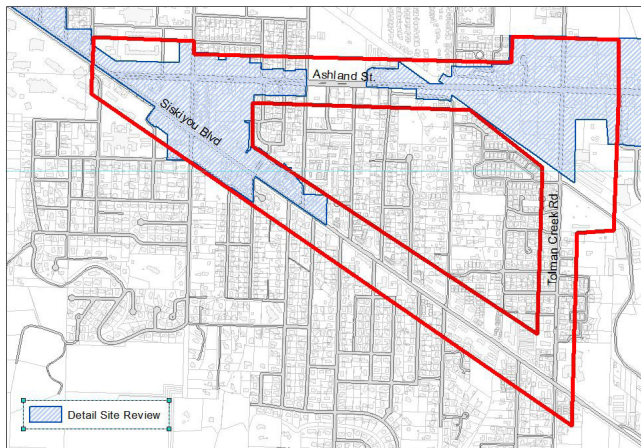 Ashland St.
Siskiyou Blvd
Tolman Creek Rd
Detail Site Review